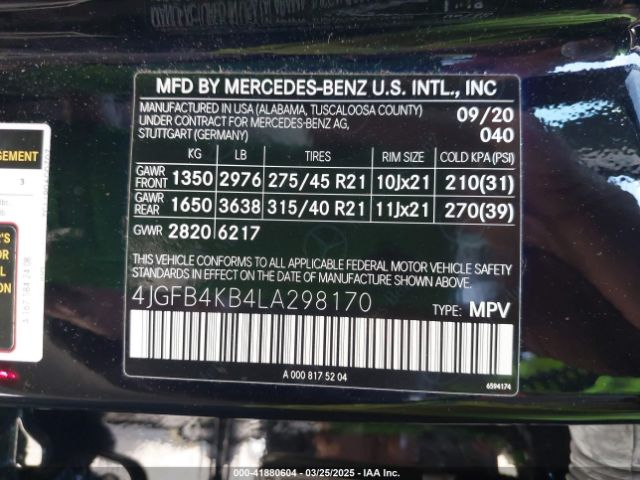 MFD BY MERCEDES-BENZ U.S. INTL., INC
MANUFACTURED IN USA (ALABAMA, TUSCALOOSA COUNTY) 09/20
UNDER CONTRACT FOR MERCEDES-BENZ AG, 040
STUTTGART (GERMANY)
KG LB TIRES RIM SIZE COLD KPA (PSI)
GAWR FRONT 1350 2976 275/45 R21 10Jx21 210(31)
GAWR REAR 1650 3638 315/40 R21 11Jx21 270(39)
GVWR 2820 6217
THIS VEHICLE CONFORMS TO ALL APPLICABLE FEDERAL MOTOR VEHICLE SAFETY
STANDARDS IN EFFECT ON THE DATE OF MANUFACTURE SHOWN ABOVE.
4JGFB4KB4LA298170 TYPE: MPV
A 000 817 52 04
6594174
000-41880604 | 03/25/2025 | IAA Inc.